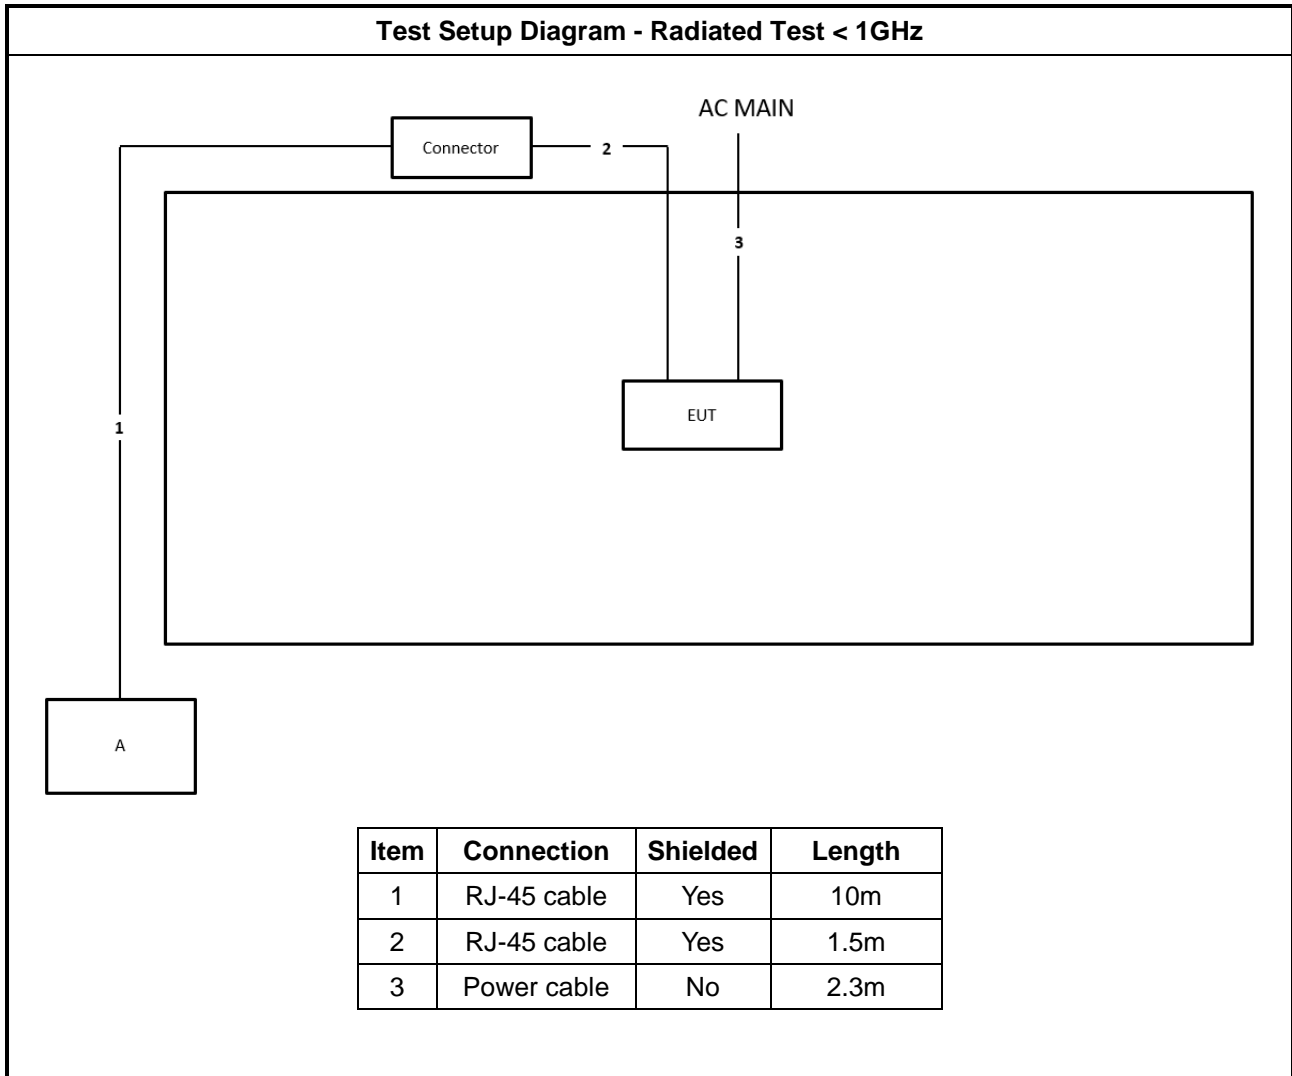 Test Setup Diagram - Radiated Test < 1GHz
AC MAIN
Connector
2
3
EUT
1
A
Item Connection Shielded Length
1 RJ-45 cable Yes 10m
2 RJ-45 cable Yes 1.5m
3 Power cable No 2.3m